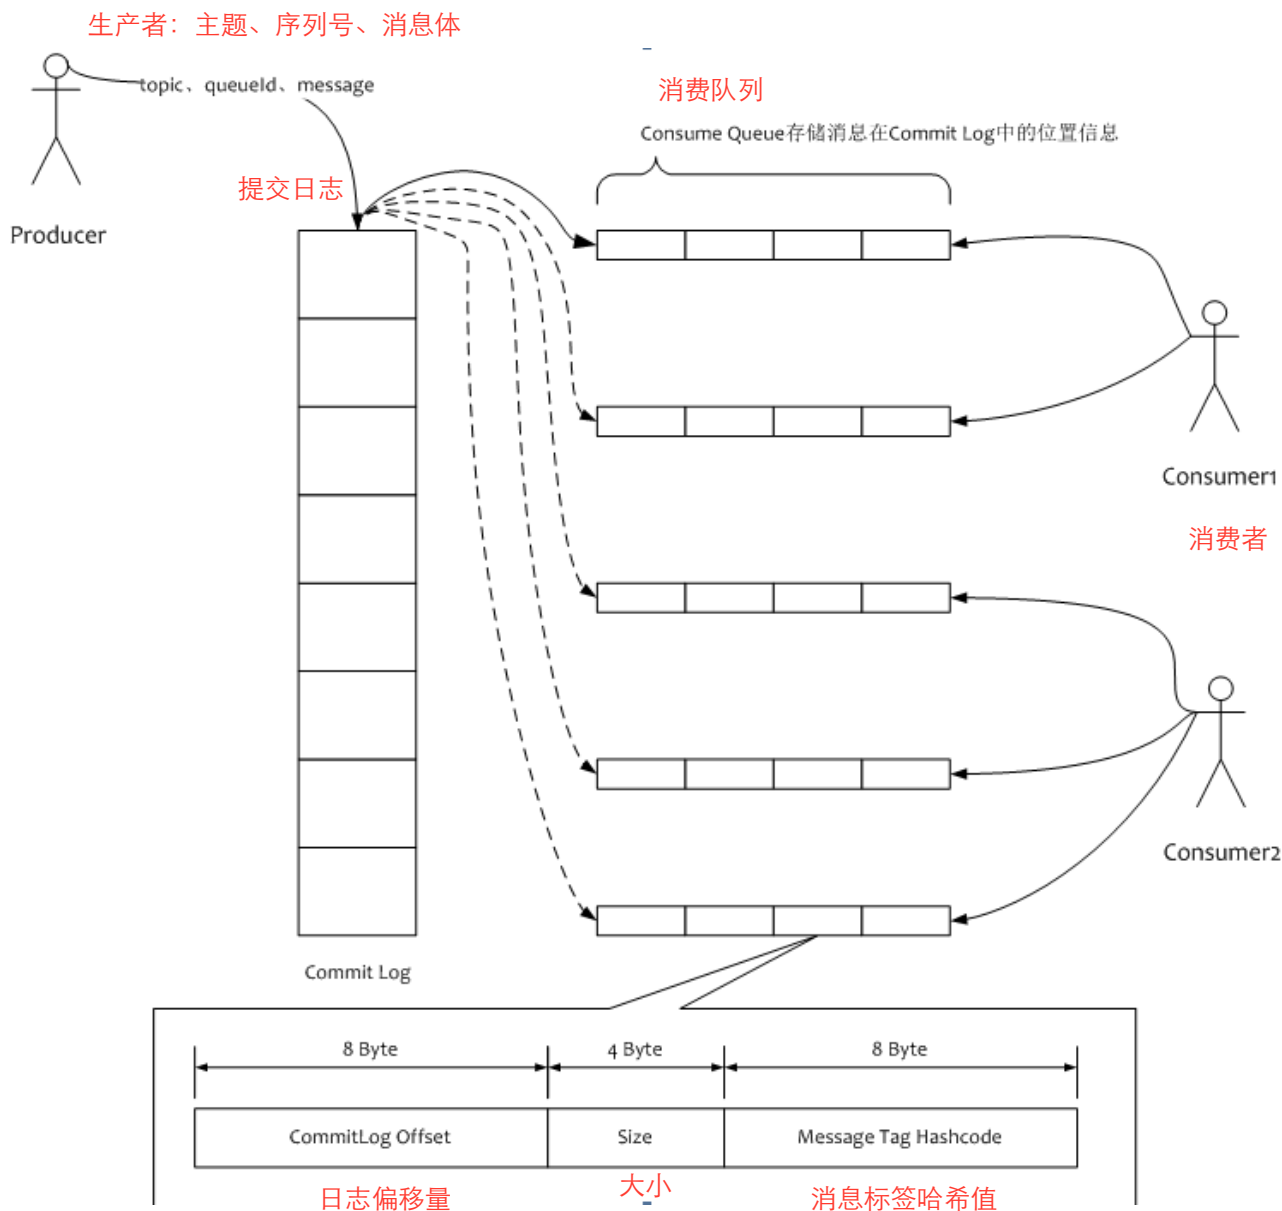 生产者：主题、序列号、消息体
topic、queueId、message
消费队列
Consume Queue存储消息在Commit Log中的位置信息
提交日志
Producer
Consumer1
消费者
Consumer2
Commit Log
8 Byte
4 Byte
8 Byte
CommitLog Offset
Size
Message Tag Hashcode
日志偏移量
大小
消息标签哈希值